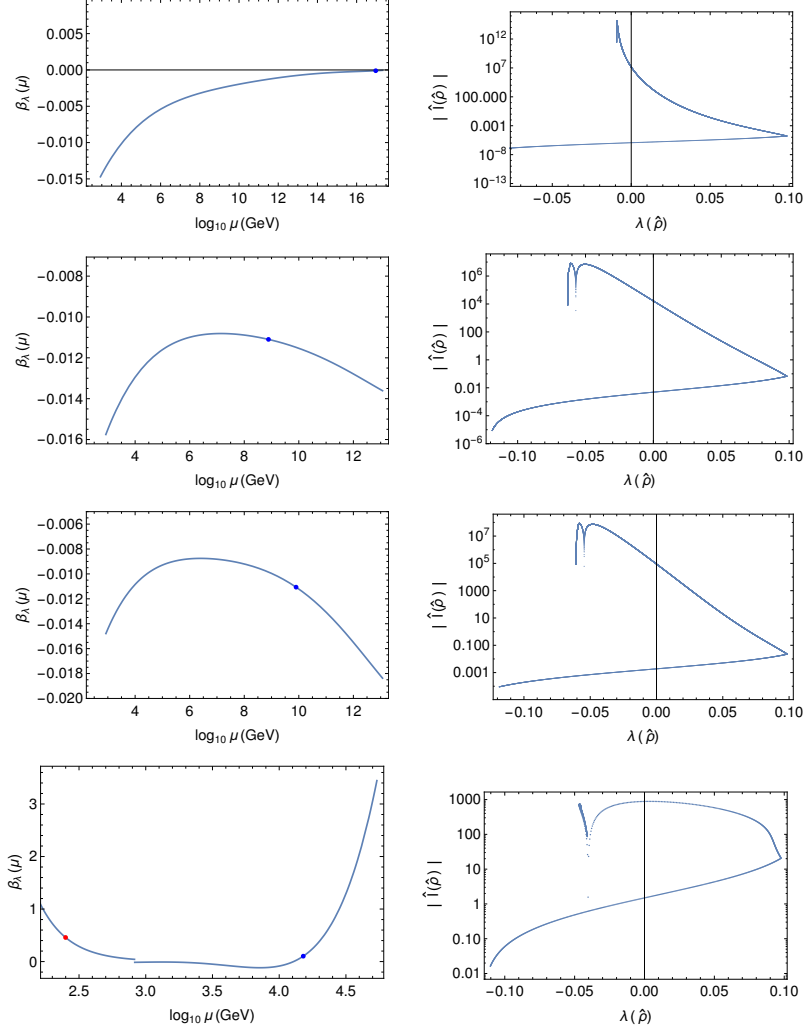 0.005
0.000
-0.005
-0.010
-0.015
β_λ(μ)
4 6 8 10 12 14 16
log₁₀ μ (GeV)
10¹²
10⁷
100.000
0.001
10⁻⁸
10⁻¹³
| Î(ρ̂) |
-0.05 0.00 0.05 0.10
λ(ρ̂)
-0.008
-0.010
-0.012
-0.014
-0.016
β_λ(μ)
4 6 8 10 12
log₁₀ μ (GeV)
10⁶
10⁴
100
1
0.01
10⁻⁴
10⁻⁶
| Î(ρ̂) |
-0.10 -0.05 0.00 0.05 0.10
λ(ρ̂)
-0.006
-0.008
-0.010
-0.012
-0.014
-0.016
-0.018
-0.020
β_λ(μ)
4 6 8 10 12
log₁₀ μ (GeV)
10⁷
10⁵
1000
10
0.100
0.001
| Î(ρ̂) |
-0.10 -0.05 0.00 0.05 0.10
λ(ρ̂)
3
2
1
0
β_λ(μ)
2.5 3.0 3.5 4.0 4.5
log₁₀ μ (GeV)
1000
100
10
1
0.10
0.01
| Î(ρ̂) |
-0.10 -0.05 0.00 0.05 0.10
λ(ρ̂)